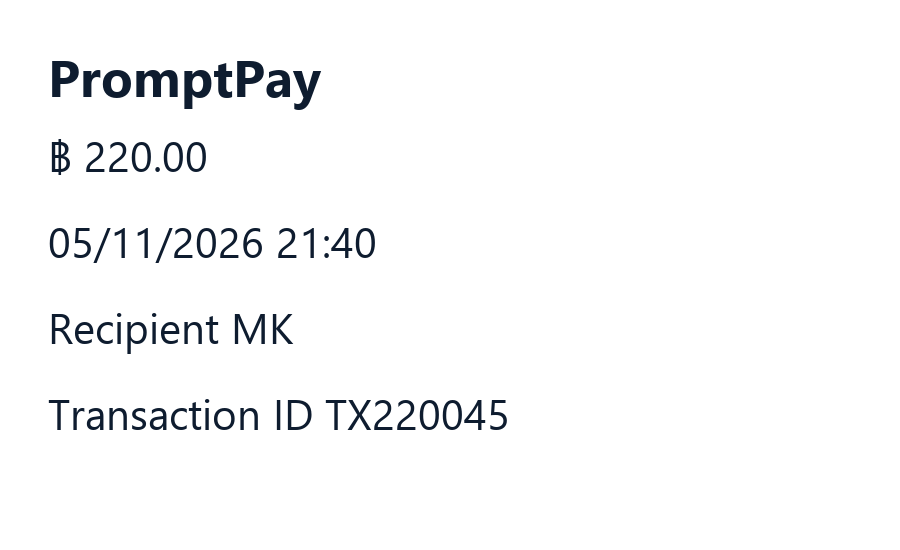 PromptPay
฿ 220.00
05/11/2026 21:40
Recipient MK
Transaction ID TX220045